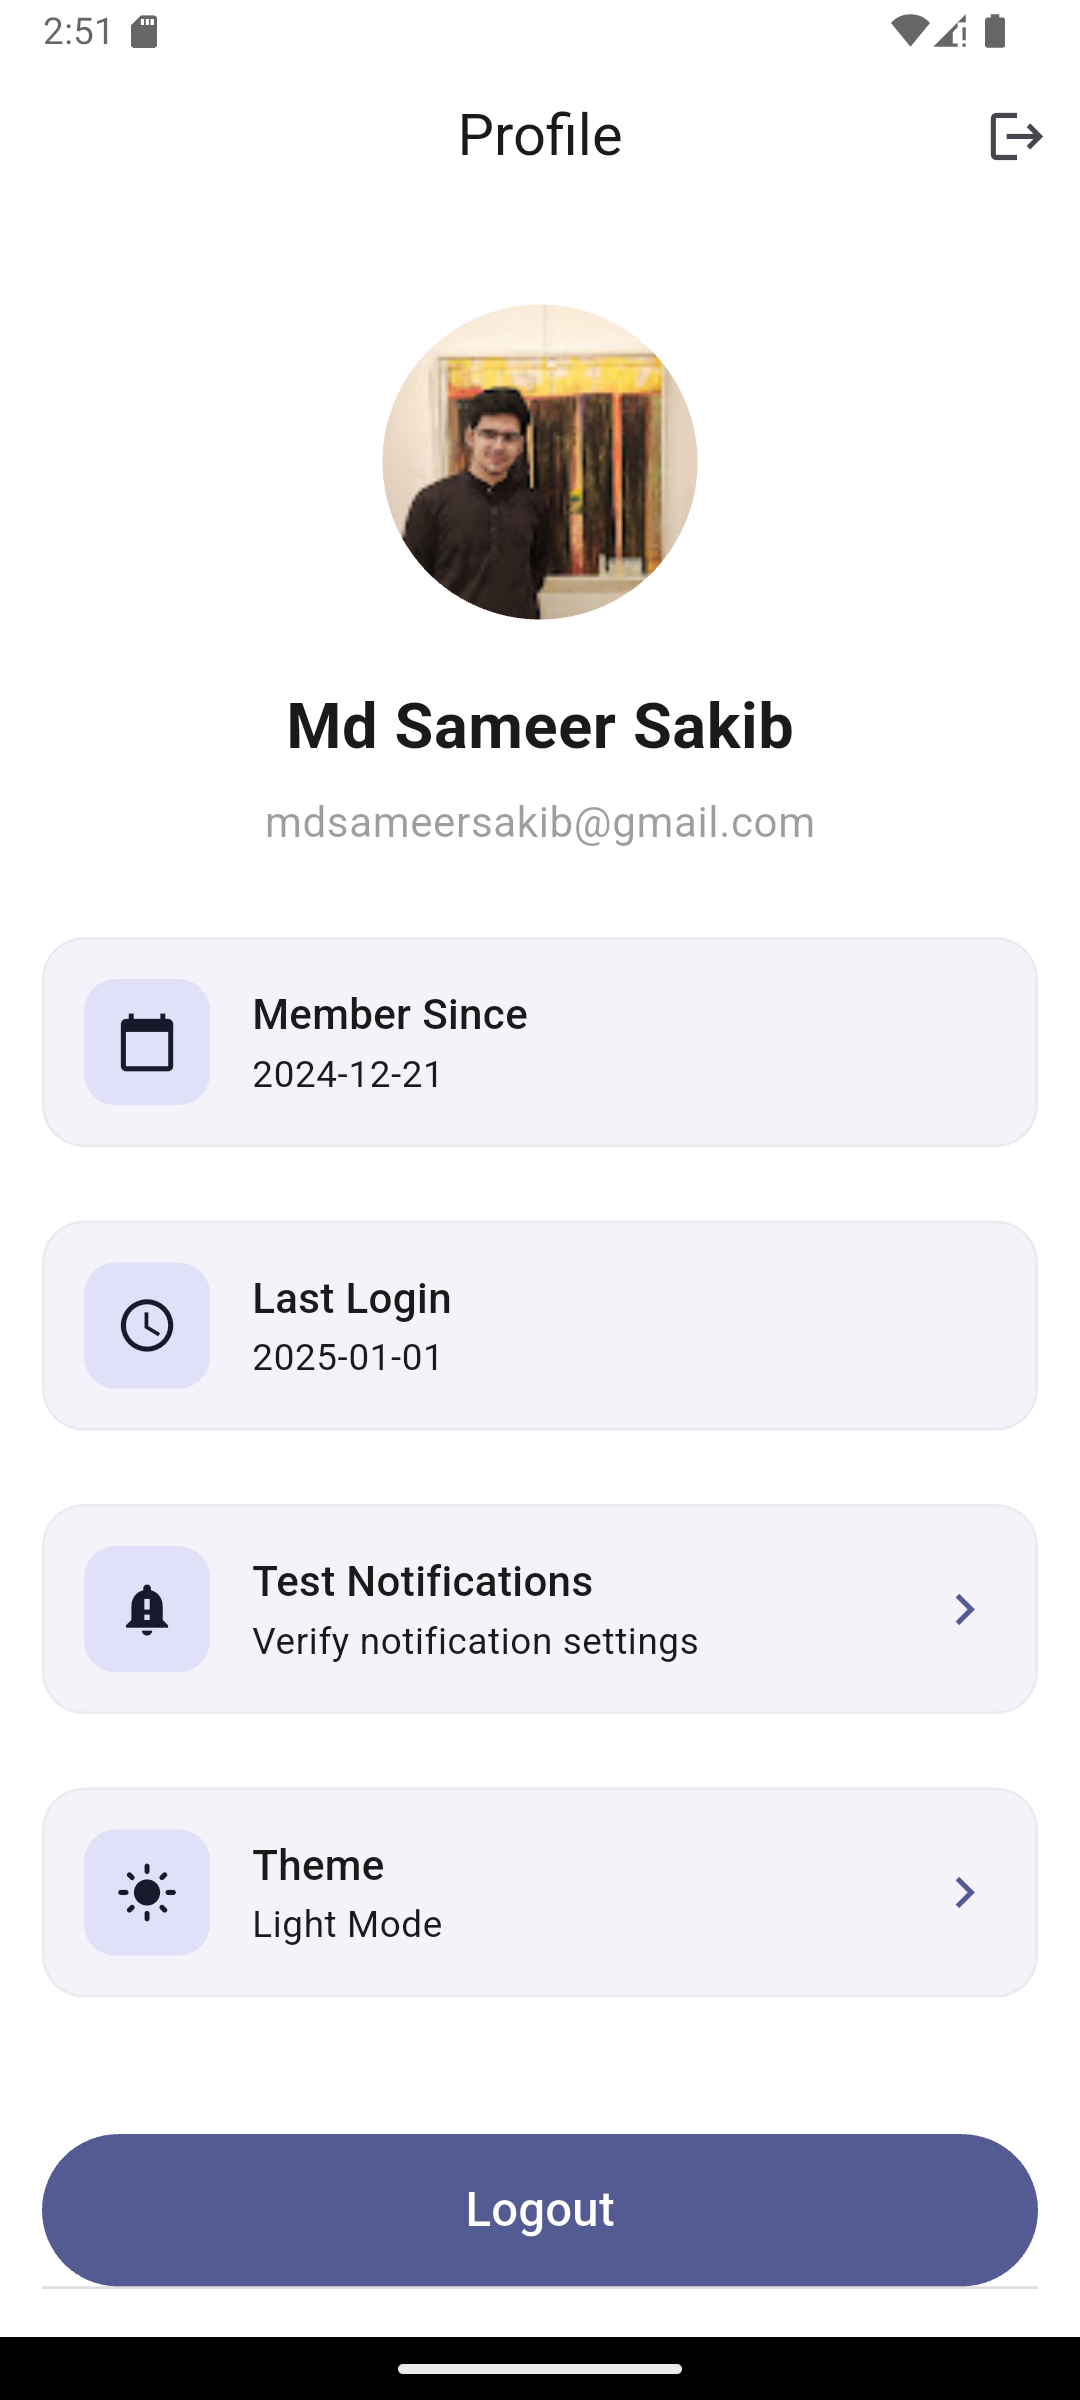 2:51
Profile
Md Sameer Sakib
mdsameersakib@gmail.com
Member Since
2024-12-21
Last Login
2025-01-01
Test Notifications
Verify notification settings
Theme
Light Mode
Logout